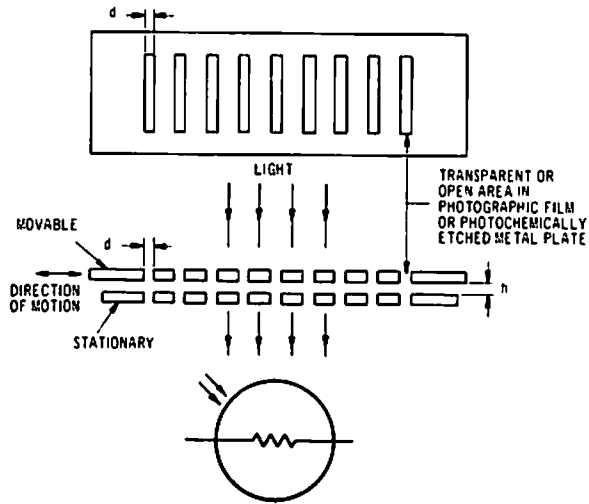 d
LIGHT
TRANSPARENT OR
OPEN AREA IN
PHOTOGRAPHIC FILM
OR PHOTOCHEMICALLY
ETCHED METAL PLATE
MOVABLE
d
DIRECTION
OF MOTION
h
STATIONARY